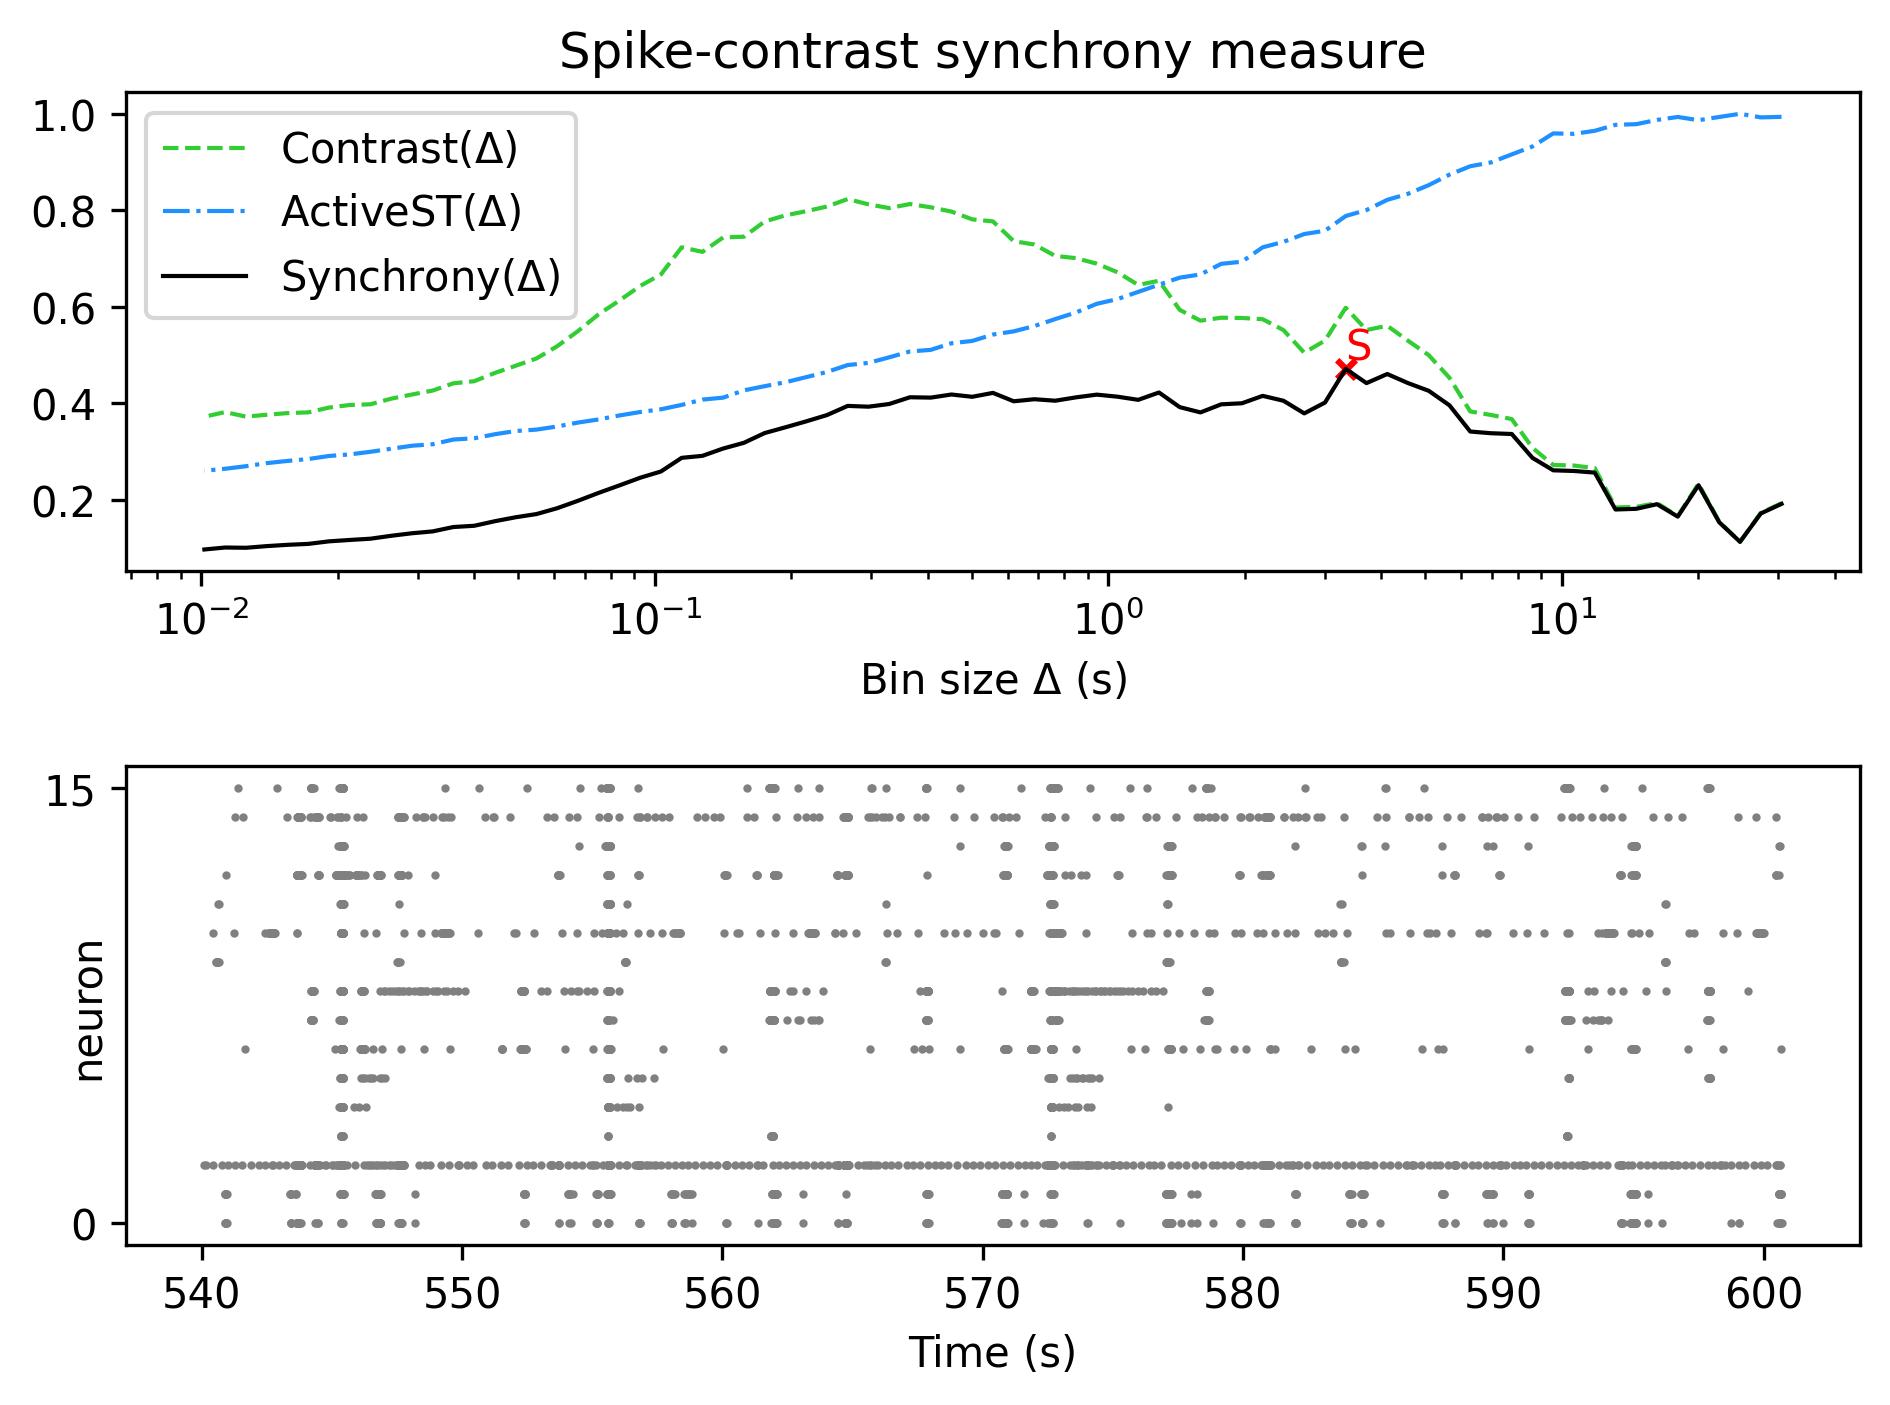 Spike-contrast synchrony measure
1.0
0.8
0.6
0.4
0.2
Contrast(Δ)
ActiveST(Δ)
Synchrony(Δ)
S
10⁻² 10⁻¹ 10⁰ 10¹
Bin size Δ (s)
15
0
neuron
540 550 560 570 580 590 600
Time (s)